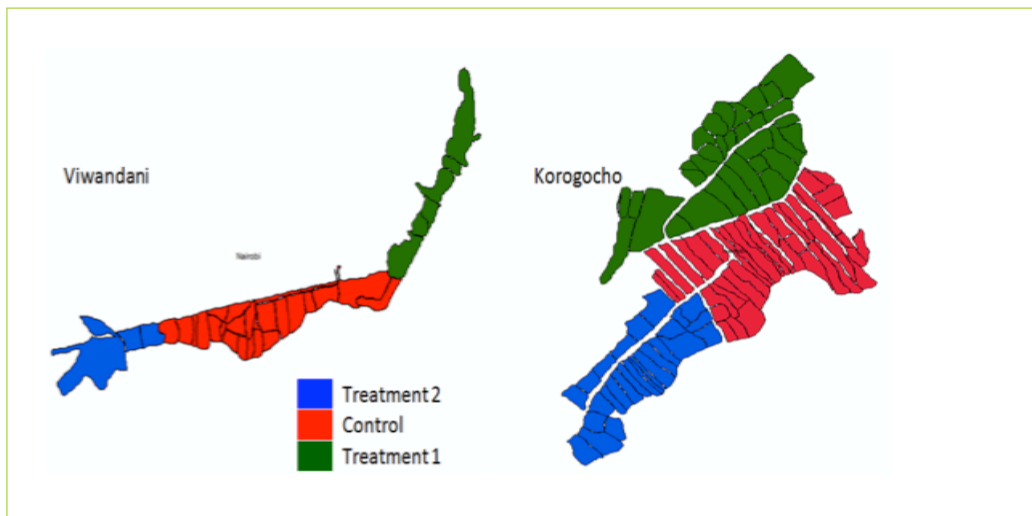 Viwandani
Korogocho
Nairobi
Treatment 2
Control
Treatment 1